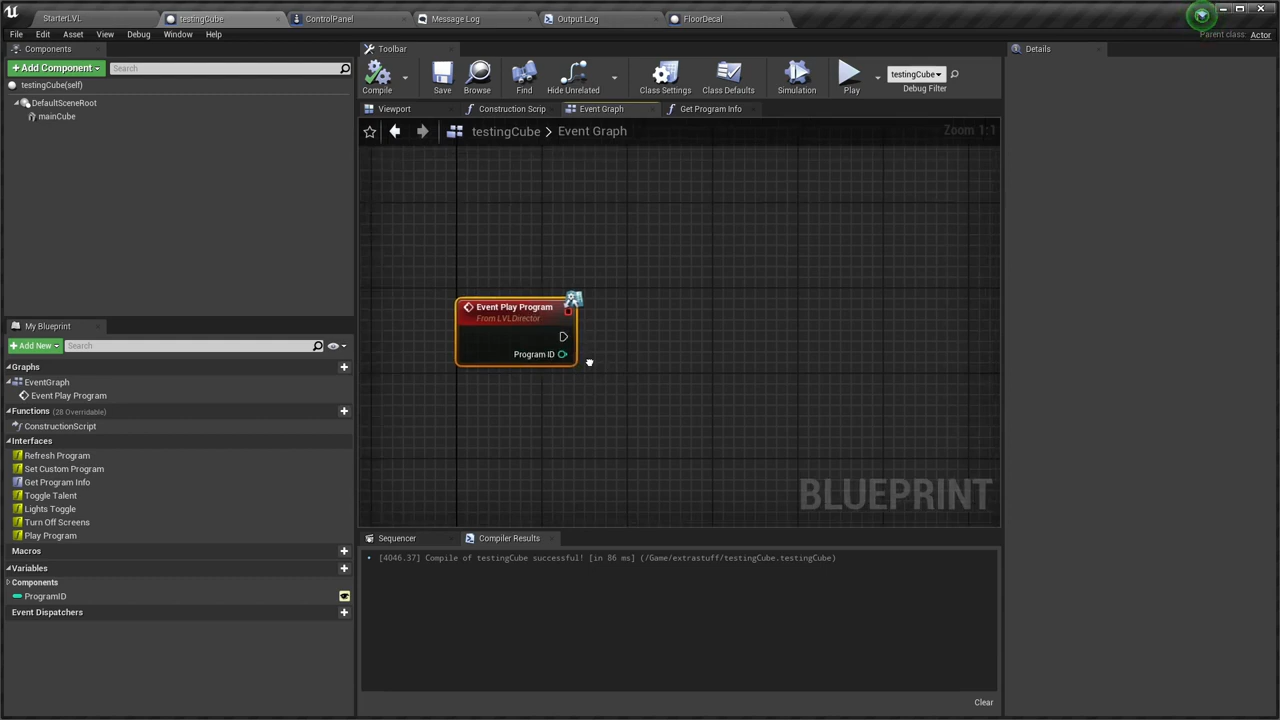 StarterLVL
testingCube
ControlPanel
Message Log
Output Log
FloorDecal
File Edit Asset View Debug Window Help
Parent class: Actor
Components
+ Add Component
Search
testingCube(self)
DefaultSceneRoot
mainCube
My Blueprint
+ Add New
Search
Graphs
EventGraph
Event Play Program
Functions (28 Overridable)
ConstructionScript
Interfaces
Refresh Program
Set Custom Program
Get Program Info
Toggle Talent
Lights Toggle
Turn Off Screens
Play Program
Macros
Variables
Components
ProgramID
Event Dispatchers
Toolbar
Compile
Save
Browse
Find
Hide Unrelated
Class Settings
Class Defaults
Simulation
Play
testingCube
Debug Filter
Viewport
Construction Scrip
Event Graph
Get Program Info
testingCube > Event Graph
Zoom 1:1
Event Play Program
From LVLDirector
Program ID
BLUEPRINT
Sequencer
Compiler Results
[4046.37] Compile of testingCube successful! [in 86 ms] (/Game/extrastuff/testingCube.testingCube)
Clear
Details